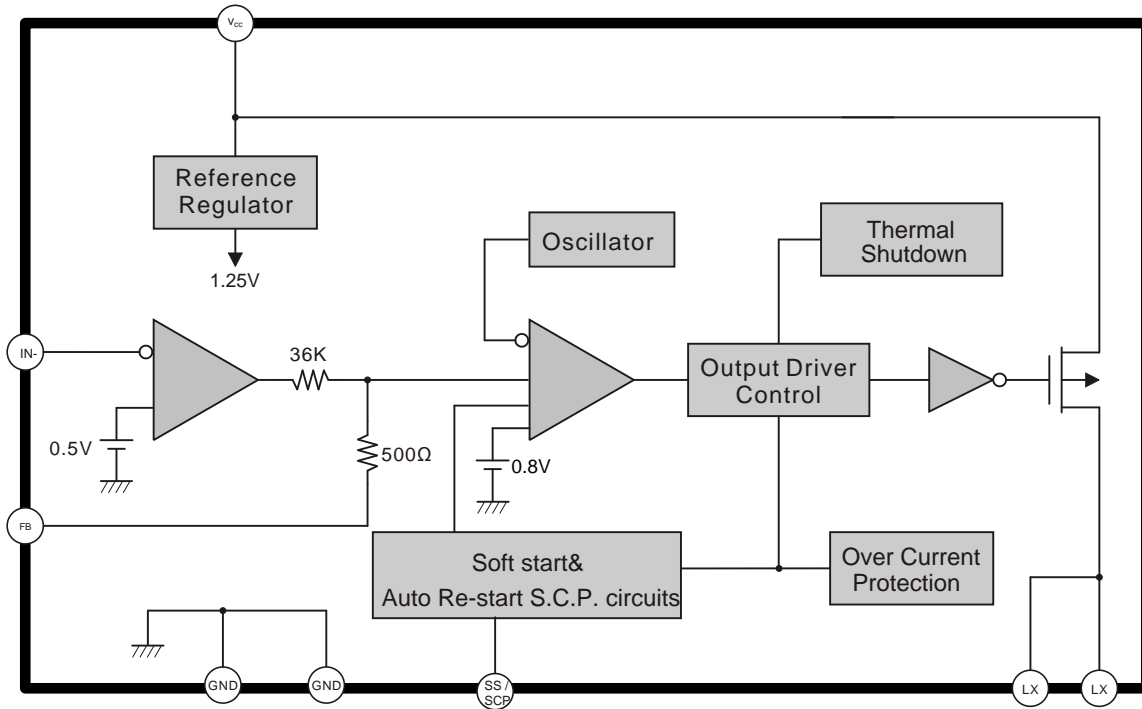 Vcc
Reference
Regulator
1.25V
Oscillator
Thermal
Shutdown
IN-
36K
Output Driver
Control
0.5V
500Ω
0.8V
FB
Soft start&
Auto Re-start S.C.P. circuits
Over Current
Protection
GND
GND
SS /
SCP
LX
LX